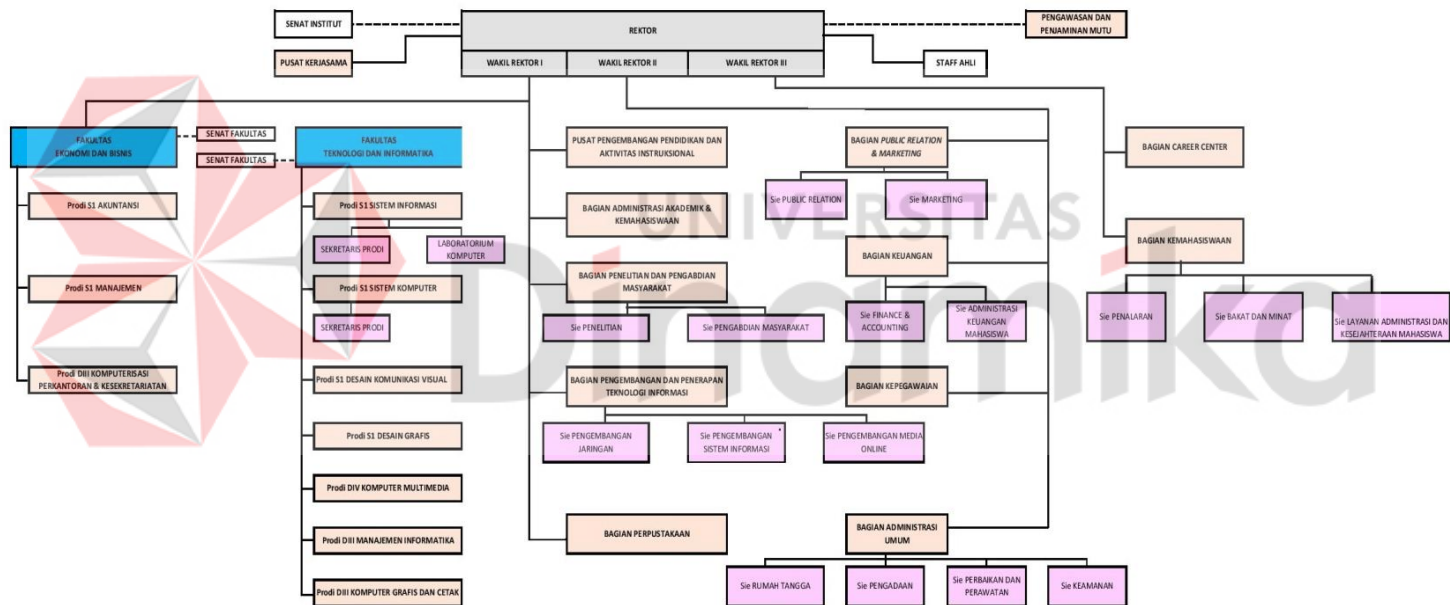 SENAT INSTITUT
REKTOR
PENGAWASAN DAN
PENJAMINAN MUTU
PUSAT KERJASAMA
WAKIL REKTOR I
WAKIL REKTOR II
WAKIL REKTOR III
STAFF AHLI
FAKULTAS
EKONOMI DAN BISNIS
SENAT FAKULTAS
SENAT FAKULTAS
FAKULTAS
TEKNOLOGI DAN INFORMATIKA
Prodi S1 AKUNTANSI
Prodi S1 MANAJEMEN
Prodi DIII KOMPUTERISASI
PERKANTORAN & KESEKRETARIATAN
Prodi S1 SISTEM INFORMASI
SEKRETARIS PRODI
LABORATORIUM
KOMPUTER
Prodi S1 SISTEM KOMPUTER
SEKRETARIS PRODI
Prodi S1 DESAIN KOMUNIKASI VISUAL
Prodi S1 DESAIN GRAFIS
Prodi DIV KOMPUTER MULTIMEDIA
Prodi DIII MANAJEMEN INFORMATIKA
Prodi DIII KOMPUTER GRAFIS DAN CETAK
PUSAT PENGEMBANGAN PENDIDIKAN DAN
AKTIVITAS INSTRUKSIONAL
BAGIAN ADMINISTRASI AKADEMIK &
KEMAHASISWAAN
BAGIAN PENELITIAN DAN PENGABDIAN
MASYARAKAT
Sie PENELITIAN
Sie PENGABDIAN MASYARAKAT
BAGIAN PENGEMBANGAN DAN PENERAPAN
TEKNOLOGI INFORMASI
Sie PENGEMBANGAN
JARINGAN
Sie PENGEMBANGAN
SISTEM INFORMASI
Sie PENGEMBANGAN MEDIA
ONLINE
BAGIAN PERPUSTAKAAN
BAGIAN PUBLIC RELATION
& MARKETING
Sie PUBLIC RELATION
Sie MARKETING
BAGIAN KEUANGAN
Sie FINANCE &
ACCOUNTING
Sie ADMINISTRASI
KEUANGAN
MAHASISWA
BAGIAN KEPEGAWAIAN
BAGIAN ADMINISTRASI
UMUM
Sie RUMAH TANGGA
Sie PENGADAAN
Sie PERBAIKAN DAN
PERAWATAN
Sie KEAMANAN
BAGIAN CAREER CENTER
BAGIAN KEMAHASISWAAN
Sie PENALARAN
Sie BAKAT DAN MINAT
Sie LAYANAN ADMINISTRASI DAN
KESEJAHTERAAN MAHASISWA
UNIVERSITAS
Dinamika